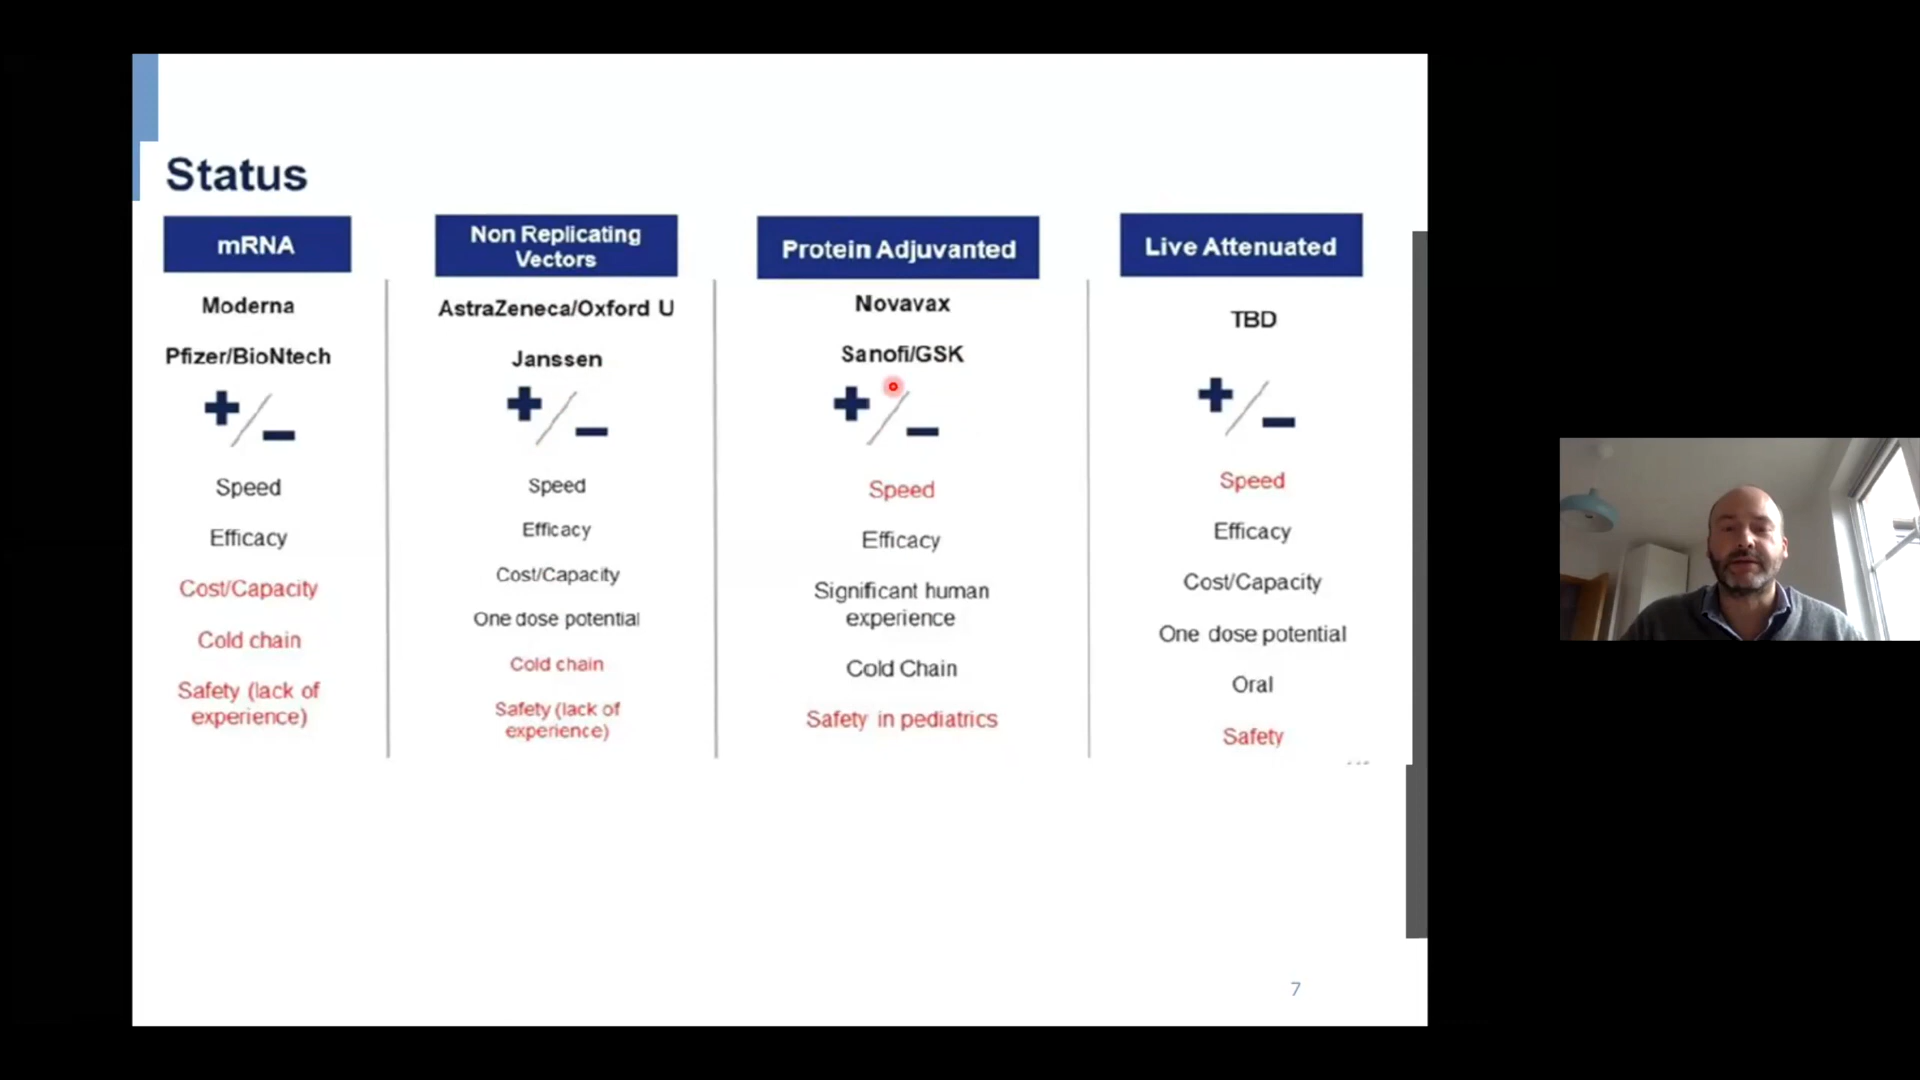 Status
mRNA
Moderna
Pfizer/BioNtech
Speed
Efficacy
Cost/Capacity
Cold chain
Safety (lack of
experience)
Non Replicating
Vectors
AstraZeneca/Oxford U
Janssen
Speed
Efficacy
Cost/Capacity
One dose potential
Cold chain
Safety (lack of
experience)
Protein Adjuvanted
Novavax
Sanofi/GSK
Speed
Efficacy
Significant human
experience
Cold Chain
Safety in pediatrics
Live Attenuated
TBD
Speed
Efficacy
Cost/Capacity
One dose potential
Oral
Safety
7